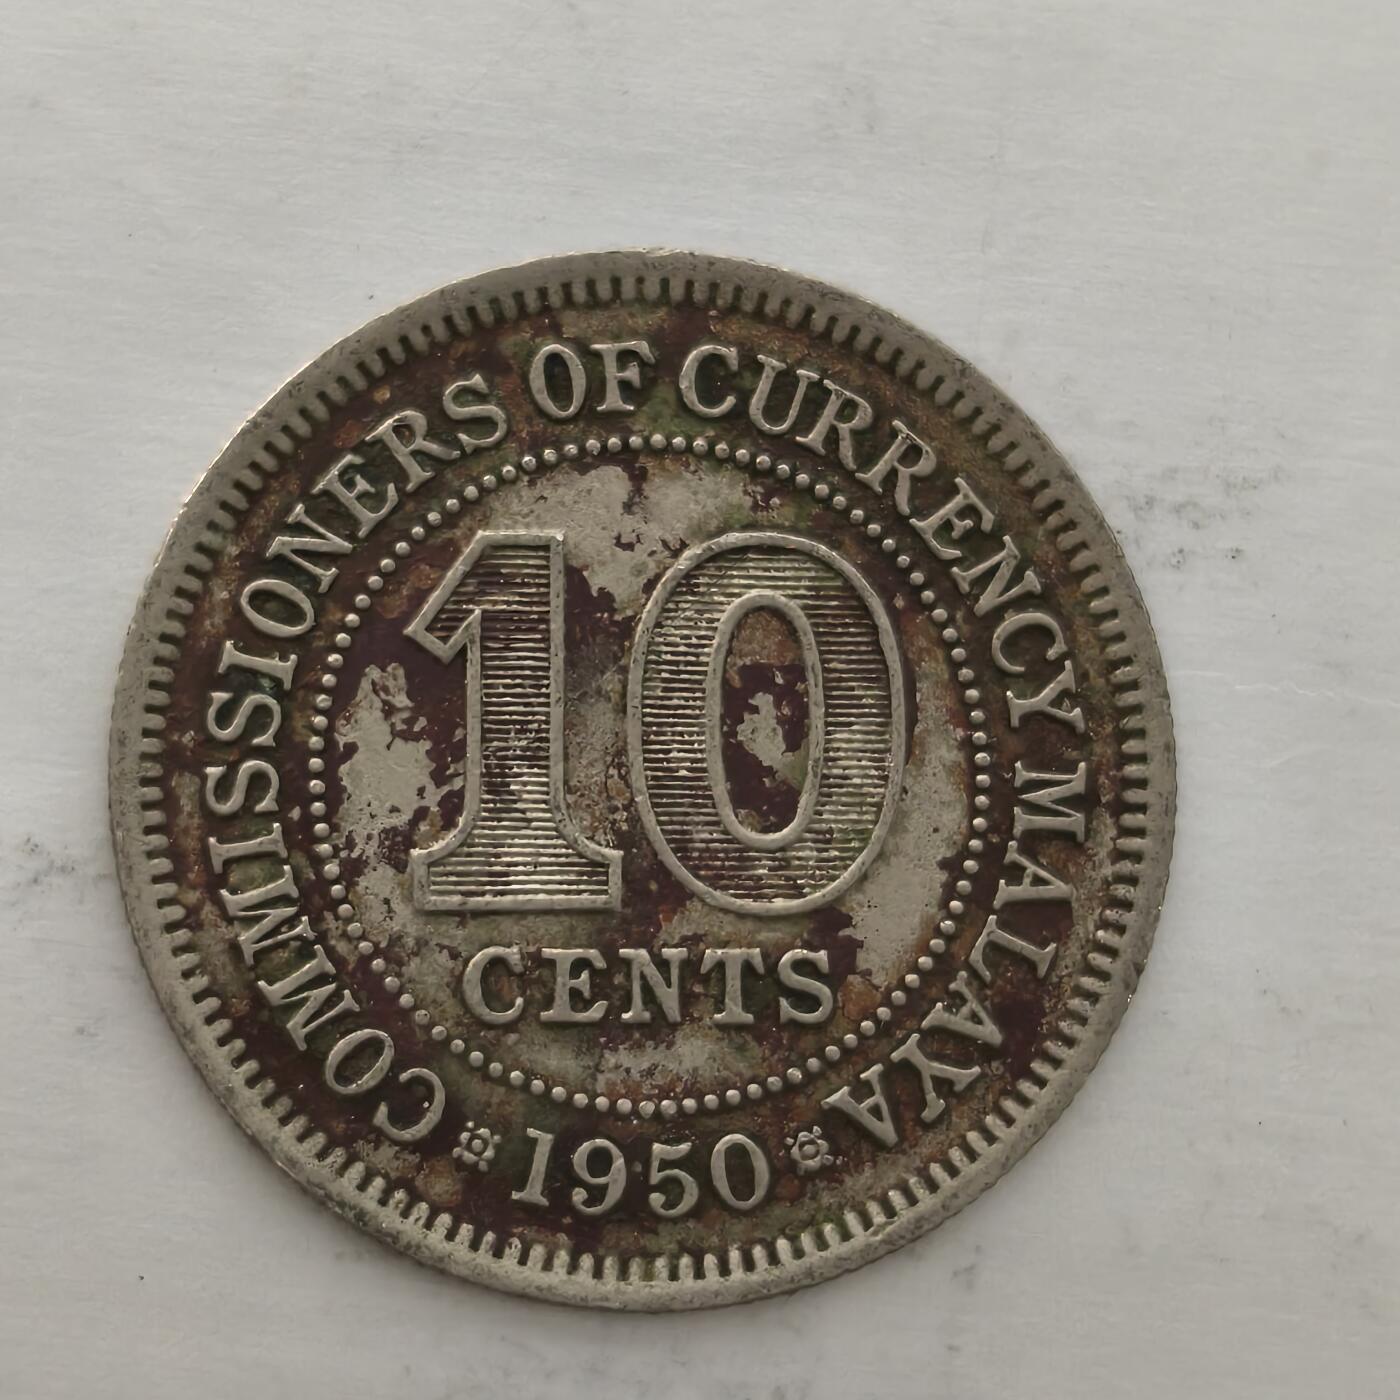 COMMISSIONERS OF CURRENCY MALAYA
10
CENTS
1950